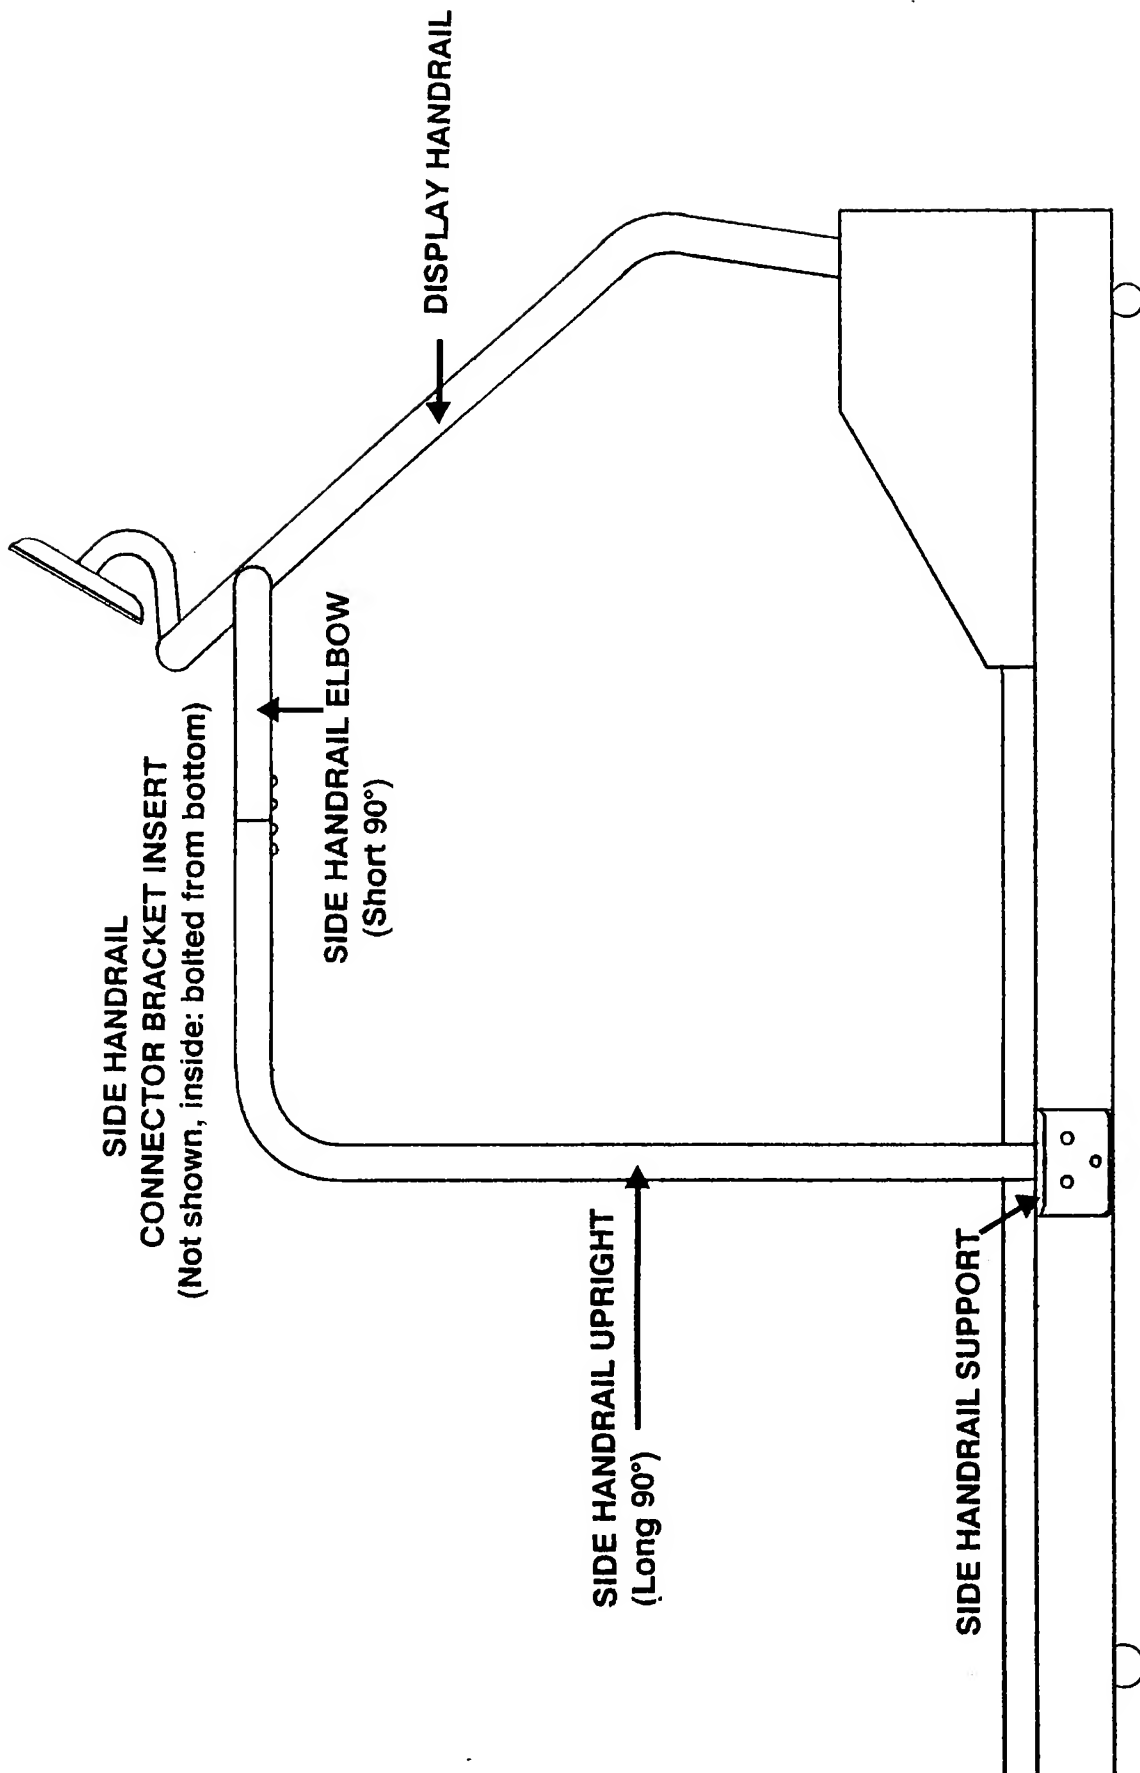 SIDE HANDRAIL
CONNECTOR BRACKET INSERT
(Not shown, inside: bolted from bottom)
DISPLAY HANDRAIL
SIDE HANDRAIL ELBOW
(Short 90°)
SIDE HANDRAIL UPRIGHT
(Long 90°)
SIDE HANDRAIL SUPPORT